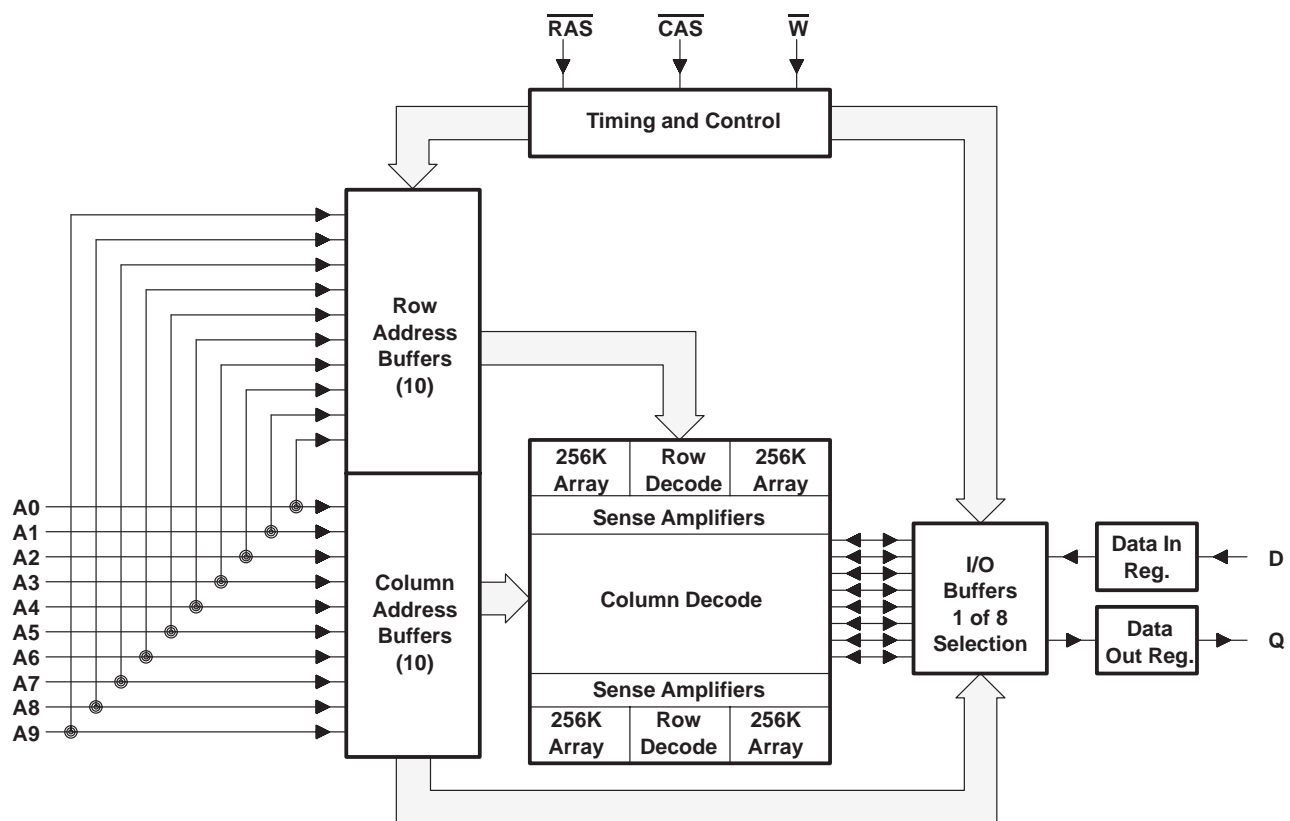 RAS CAS W
Timing and Control
Row
Address
Buffers
(10)
256K
Array
Row
Decode
256K
Array
Sense Amplifiers
A0
A1
A2
A3
A4
A5
A6
A7
A8
A9
Column
Address
Buffers
(10)
Column Decode
I/O
Buffers
1 of 8
Selection
Data In
Reg.
D
Data
Out Reg.
Q
Sense Amplifiers
256K
Array
Row
Decode
256K
Array